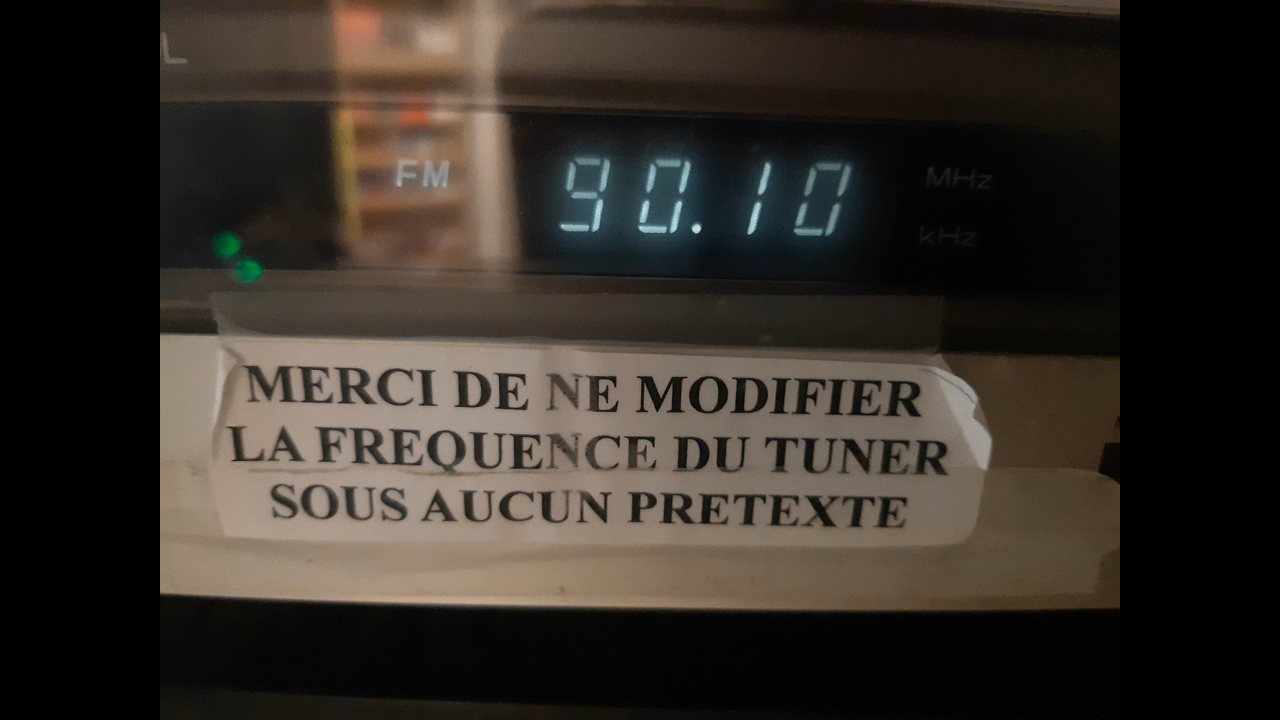 L
FM 90.10 MHz
kHz
MERCI DE NE MODIFIER
LA FREQUENCE DU TUNER
SOUS AUCUN PRETEXTE